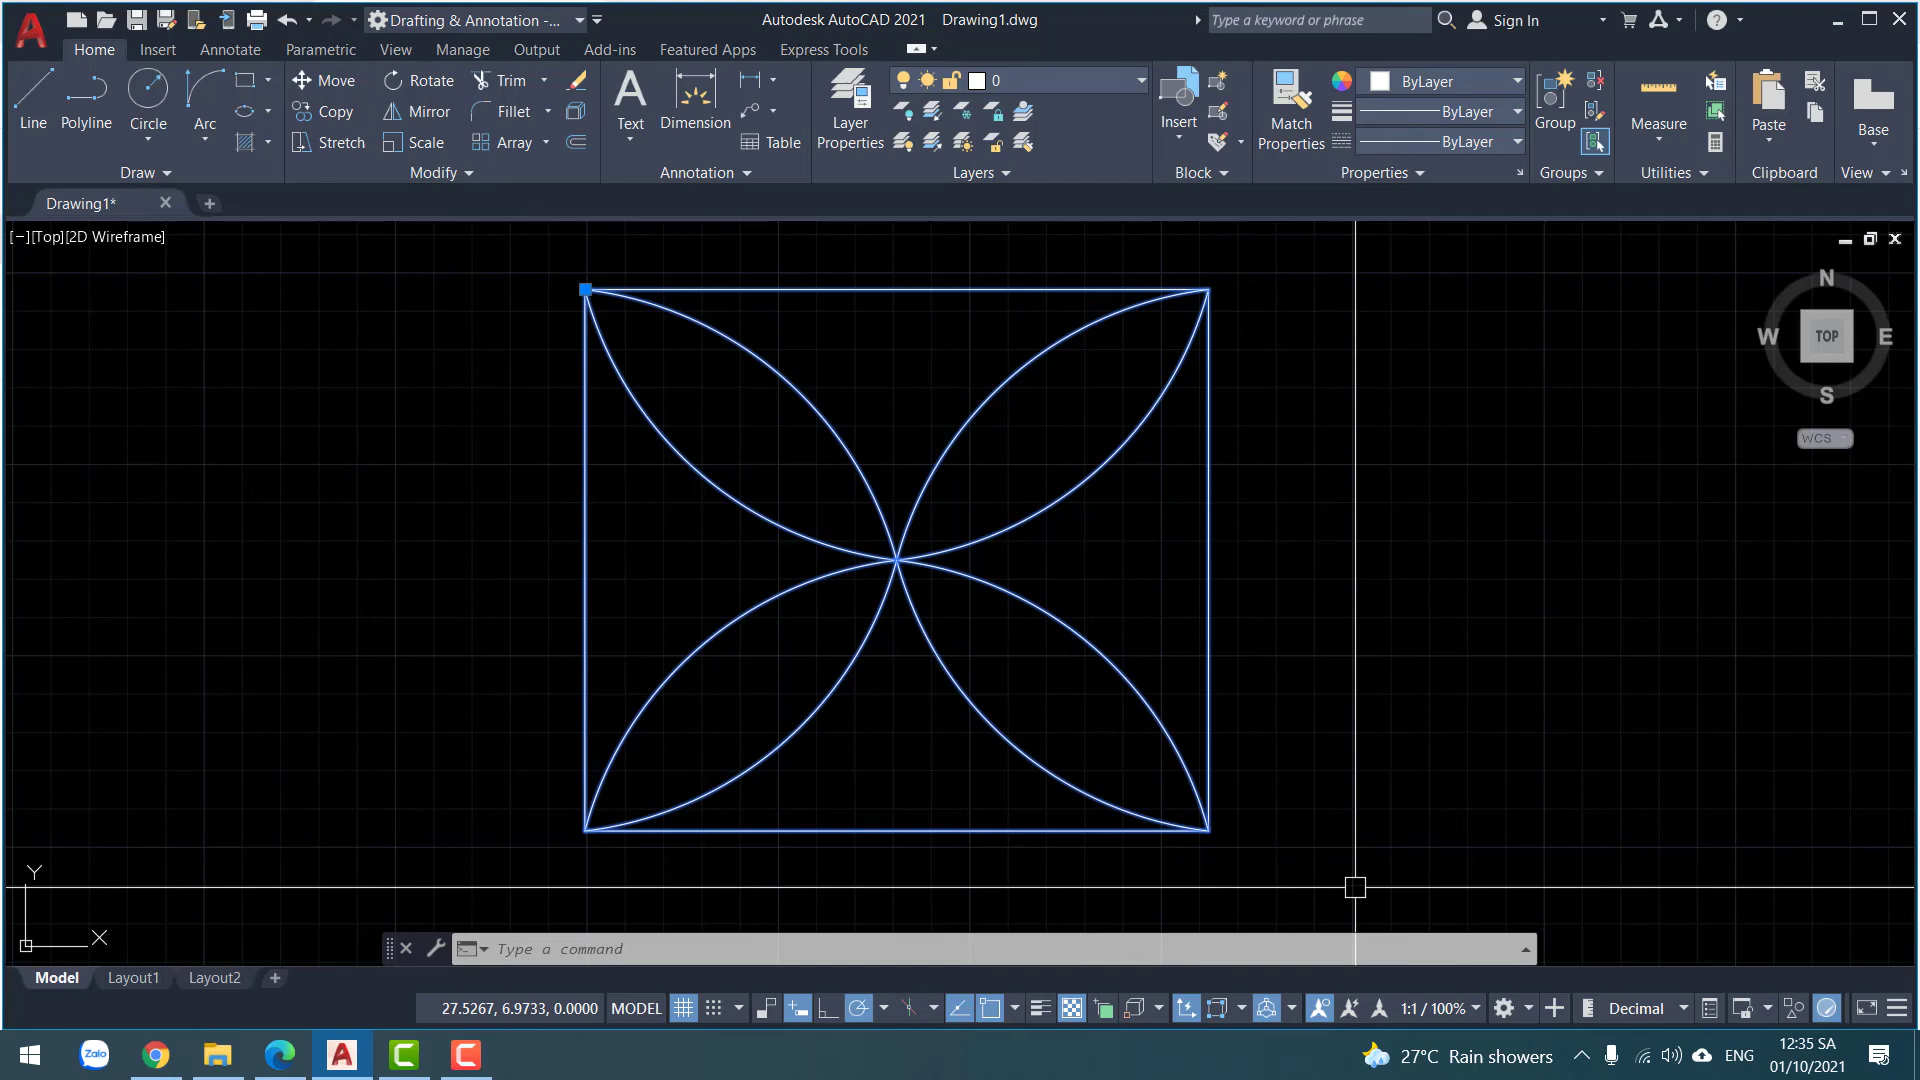 Drafting & Annotation -...
Autodesk AutoCAD 2021 Drawing1.dwg
Type a keyword or phrase
Sign In
Home Insert Annotate Parametric View Manage Output Add-ins Featured Apps Express Tools
Line Polyline Circle Arc
Draw
Move Rotate Trim
Copy Mirror Fillet
Stretch Scale Array
Modify
Text Dimension Table
Annotation
Layer Properties
0
Layers
Insert
Block
Match Properties
ByLayer
ByLayer
ByLayer
Properties
Group
Groups
Measure
Utilities
Paste
Clipboard
Base
View
Drawing1*
[−][Top][2D Wireframe]
N
W TOP E
S
WCS
Y
X
Type a command
Model Layout1 Layout2
27.5267, 6.9733, 0.0000 MODEL 1:1 / 100% Decimal
Zalo
27°C Rain showers
ENG
12:35 SA
01/10/2021